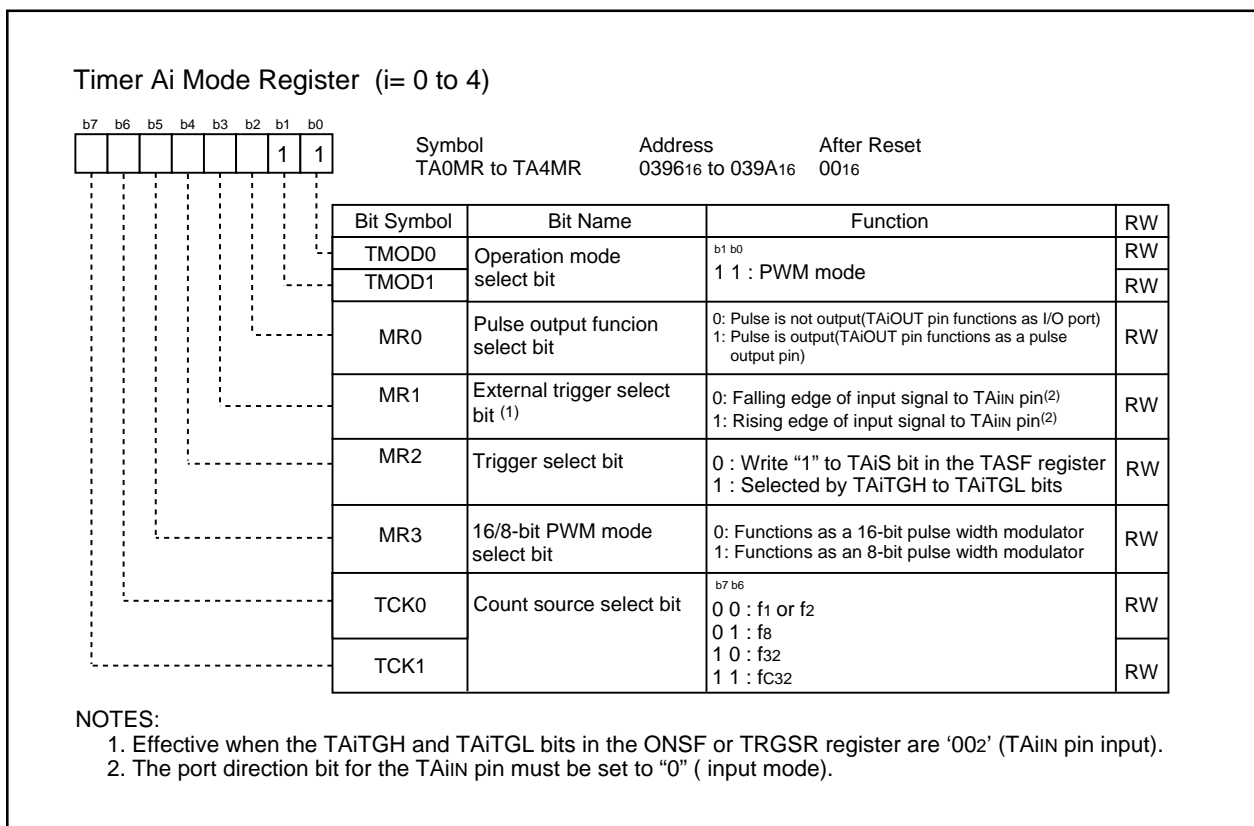 Timer Ai Mode Register (i= 0 to 4)
b7 b6 b5 b4 b3 b2 b1 b0
1 1
Symbol Address After Reset
TA0MR to TA4MR 039616 to 039A16 0016
Bit Symbol Bit Name Function RW
TMOD0 Operation mode select bit b1 b0 RW
TMOD1 1 1 : PWM mode RW
MR0 Pulse output funcion select bit 0: Pulse is not output(TAiOUT pin functions as I/O port) RW
1: Pulse is output(TAiOUT pin functions as a pulse
output pin)
MR1 External trigger select bit (1) 0: Falling edge of input signal to TAiIN pin(2) RW
1: Rising edge of input signal to TAiIN pin(2)
MR2 Trigger select bit 0 : Write “1” to TAiS bit in the TASF register RW
1 : Selected by TAiTGH to TAiTGL bits
MR3 16/8-bit PWM mode select bit 0: Functions as a 16-bit pulse width modulator RW
1: Functions as an 8-bit pulse width modulator
TCK0 Count source select bit b7 b6 RW
0 0 : f1 or f2
0 1 : f8
TCK1 1 0 : f32 RW
1 1 : fC32
NOTES:
1. Effective when the TAiTGH and TAiTGL bits in the ONSF or TRGSR register are ‘002’ (TAiIN pin input).
2. The port direction bit for the TAiIN pin must be set to “0” ( input mode).